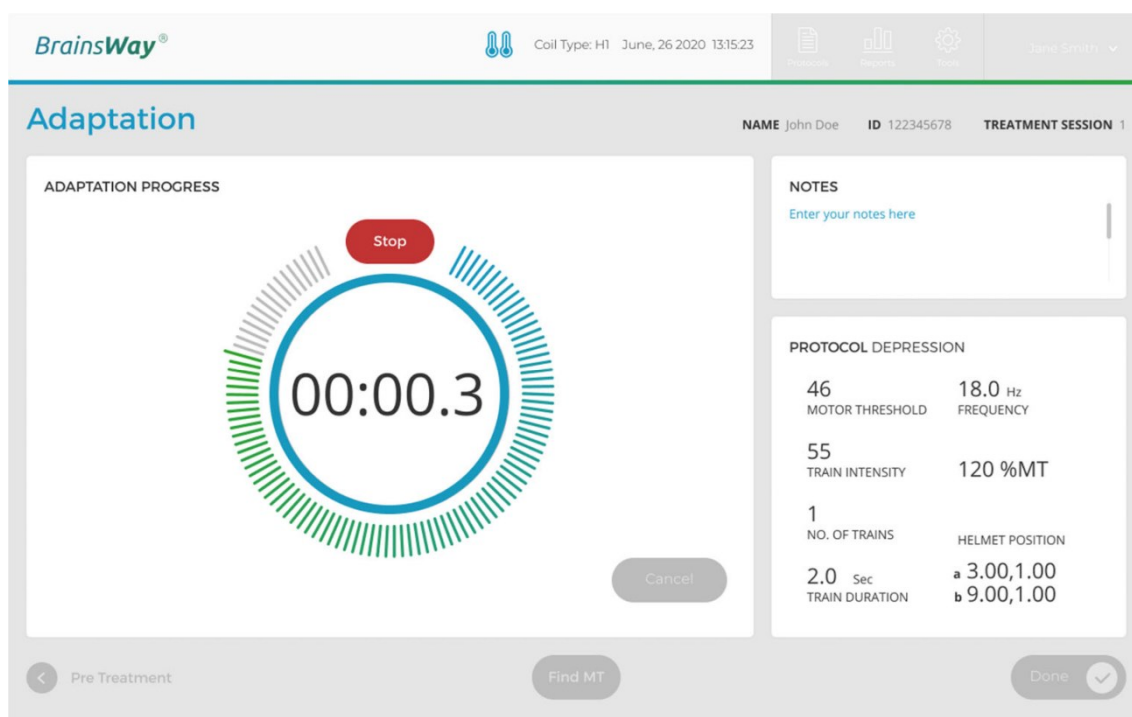 BrainsWay®
Coil Type: H1 June, 26 2020 13:15:23
Protocols Reports Tools
Jane Smith
Adaptation
NAME John Doe ID 122345678 TREATMENT SESSION 1
ADAPTATION PROGRESS
Stop
00:00.3
Cancel
NOTES
Enter your notes here
PROTOCOL DEPRESSION
46
MOTOR THRESHOLD
18.0 Hz
FREQUENCY
55
TRAIN INTENSITY
120 %MT
1
NO. OF TRAINS
2.0 Sec
TRAIN DURATION
HELMET POSITION
a 3.00,1.00
b 9.00,1.00
Pre Treatment
Find MT
Done